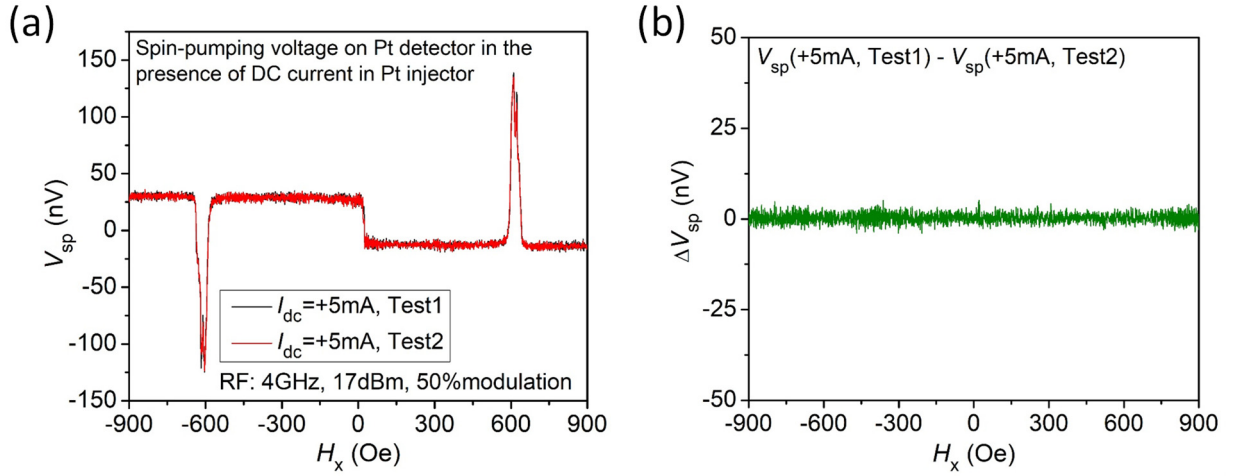 (a)
Spin-pumping voltage on Pt detector in the
presence of DC current in Pt injector
150
100
50
0
-50
-100
-150
Vsp (nV)
Idc=+5mA, Test1
Idc=+5mA, Test2
RF: 4GHz, 17dBm, 50%modulation
-900 -600 -300 0 300 600 900
Hx (Oe)
(b)
Vsp(+5mA, Test1) - Vsp(+5mA, Test2)
50
25
0
-25
-50
ΔVsp (nV)
-900 -600 -300 0 300 600 900
Hx (Oe)